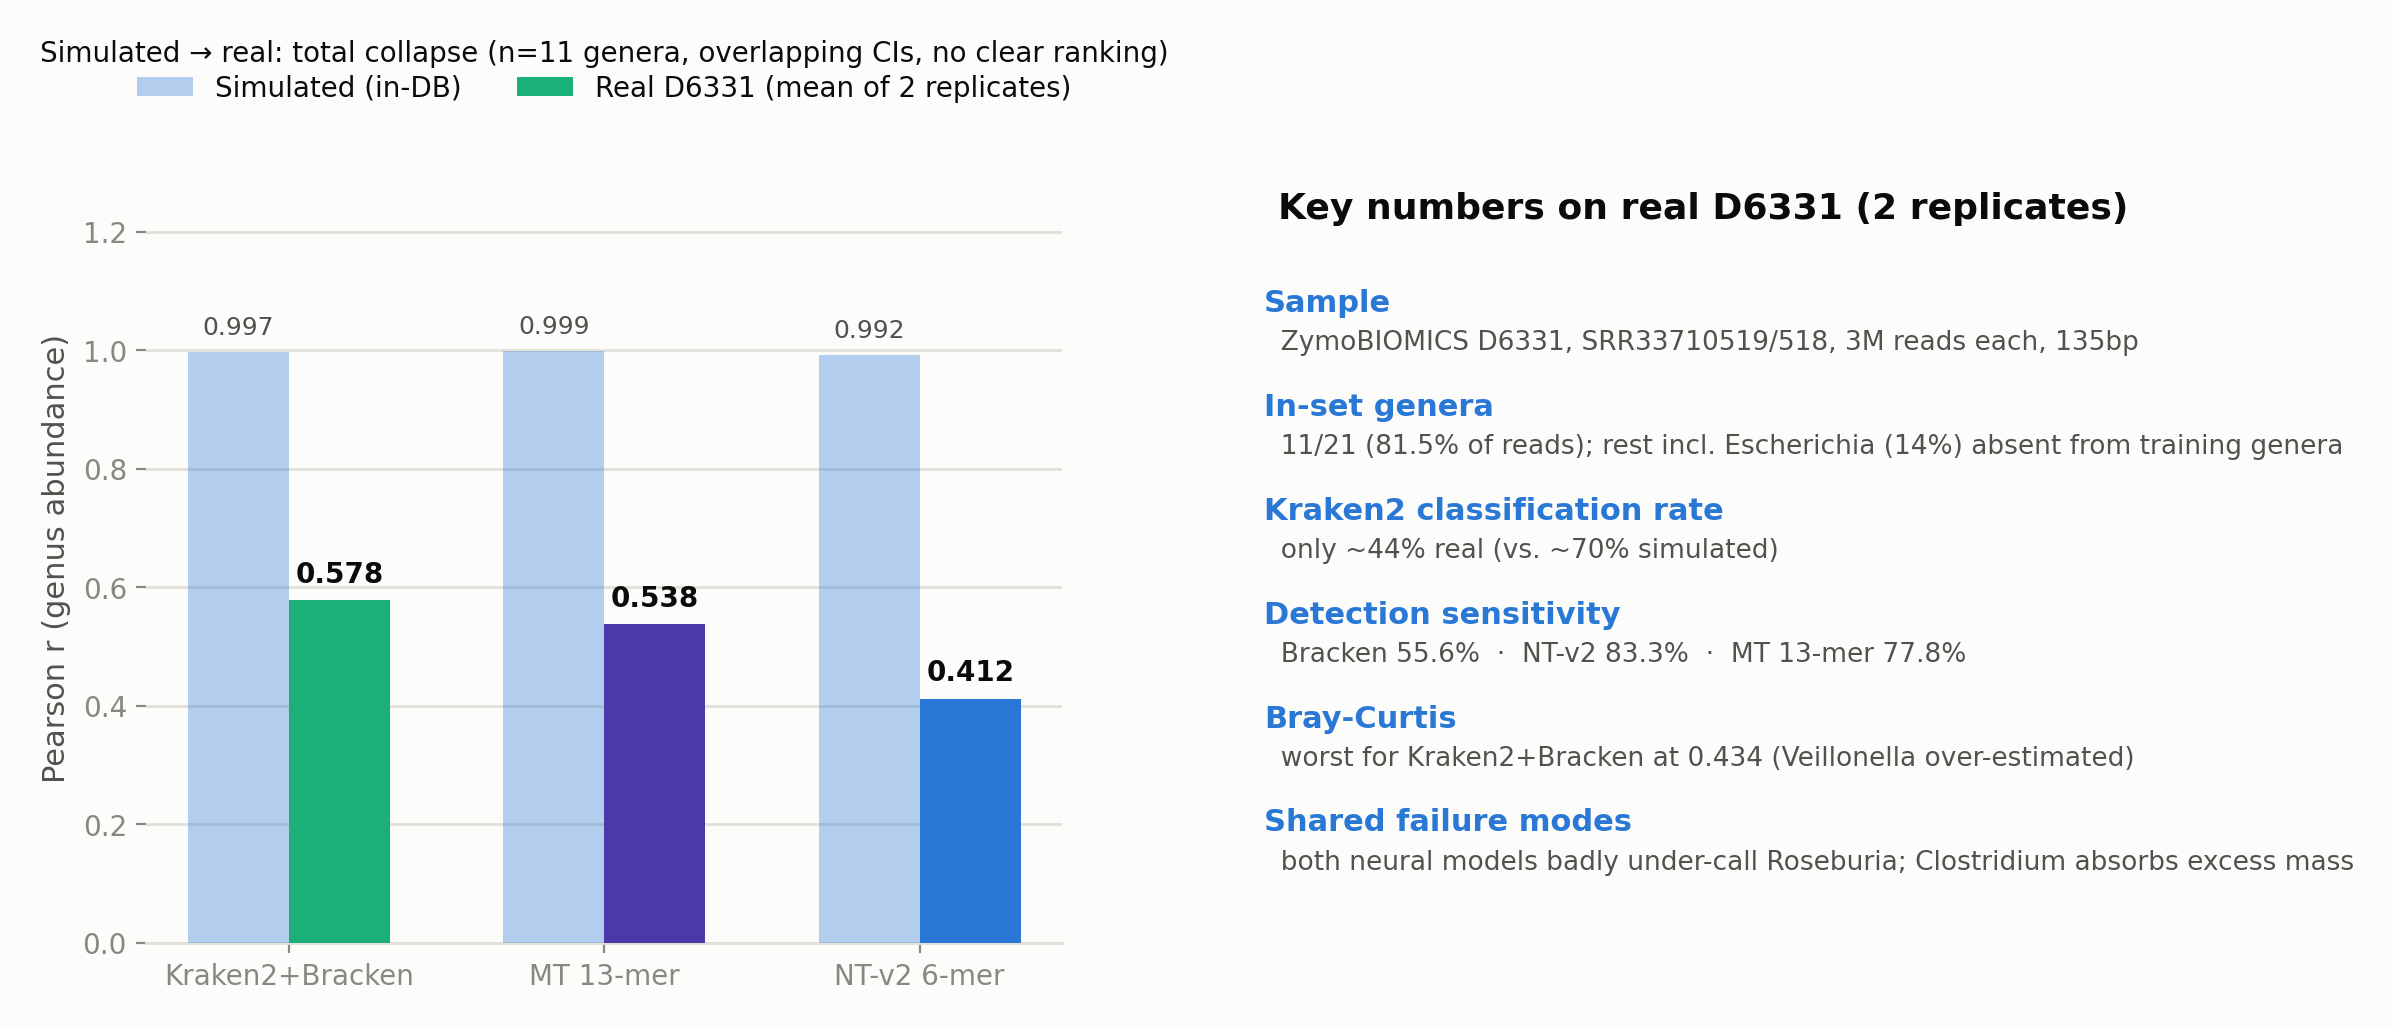 Simulated → real: total collapse (n=11 genera, overlapping CIs, no clear ranking)
Simulated (in-DB)
Real D6331 (mean of 2 replicates)
Pearson r (genus abundance)
1.2
1.0
0.8
0.6
0.4
0.2
0.0
0.997
0.578
0.999
0.538
0.992
0.412
Kraken2+Bracken
MT 13-mer
NT-v2 6-mer
Key numbers on real D6331 (2 replicates)
Sample
ZymoBIOMICS D6331, SRR33710519/518, 3M reads each, 135bp
In-set genera
11/21 (81.5% of reads); rest incl. Escherichia (14%) absent from training genera
Kraken2 classification rate
only ~44% real (vs. ~70% simulated)
Detection sensitivity
Bracken 55.6% · NT-v2 83.3% · MT 13-mer 77.8%
Bray-Curtis
worst for Kraken2+Bracken at 0.434 (Veillonella over-estimated)
Shared failure modes
both neural models badly under-call Roseburia; Clostridium absorbs excess mass